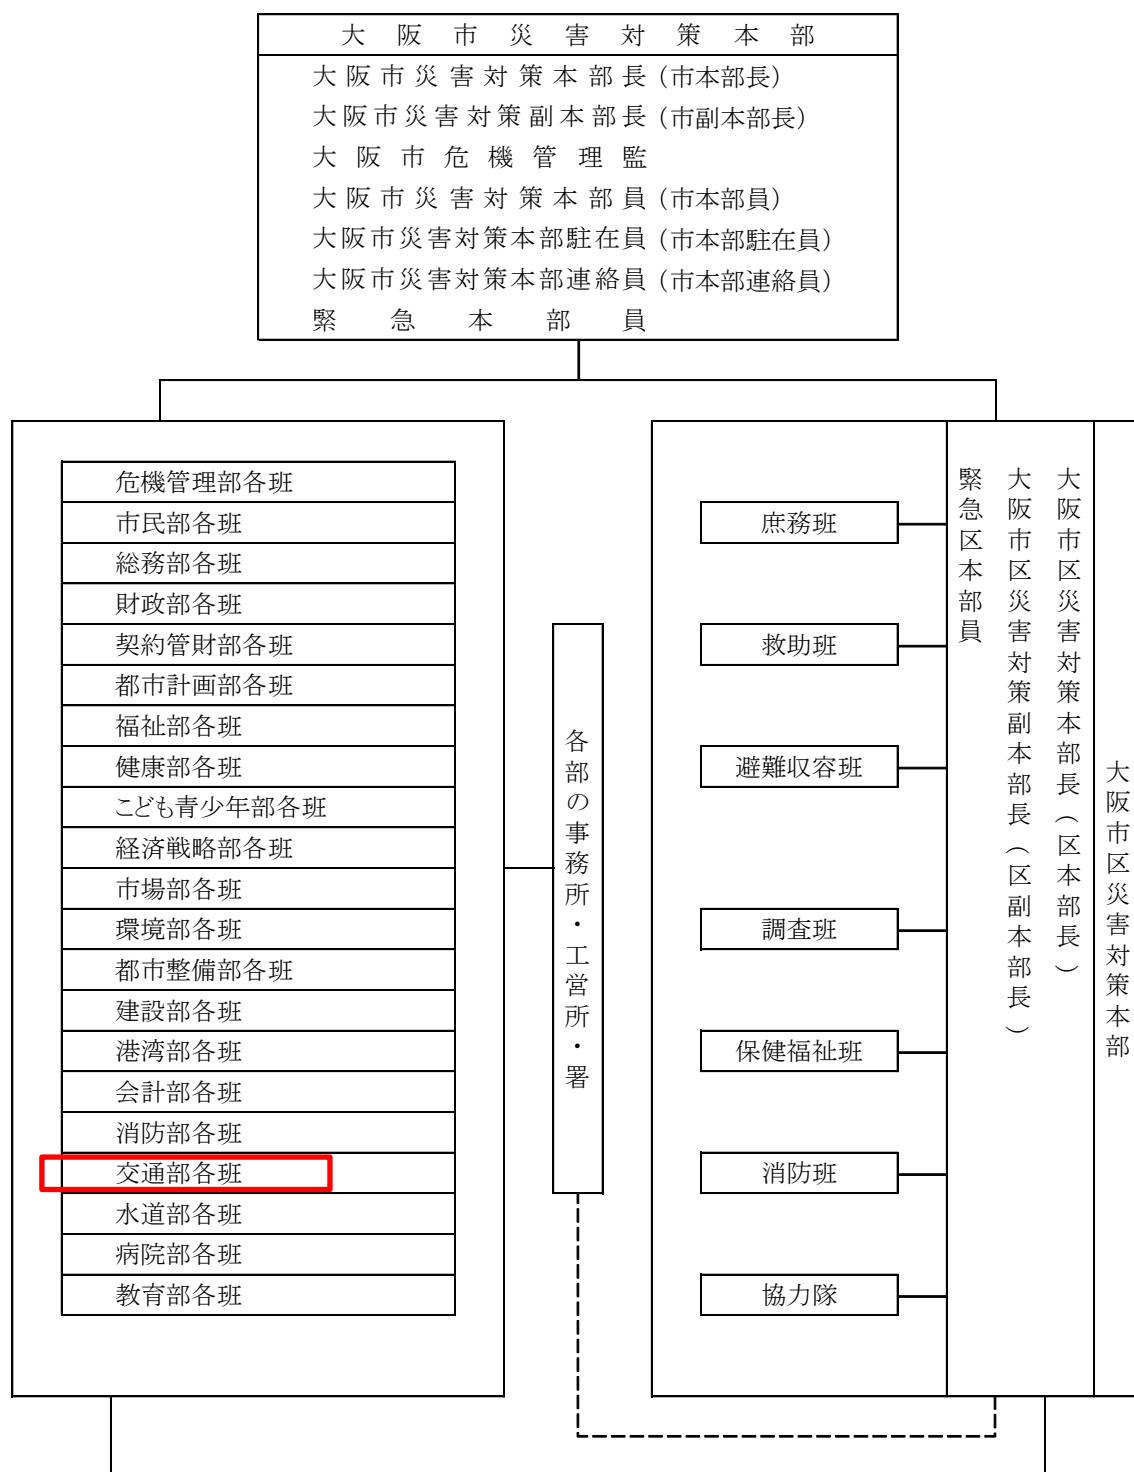 大阪市災害対策本部
大阪市災害対策本部長(市本部長)
大阪市災害対策副本部長(市副本部長)
大阪市危機管理監
大阪市災害対策本部員(市本部員)
大阪市災害対策本部駐在員(市本部駐在員)
大阪市災害対策本部連絡員(市本部連絡員)
緊急本部員
危機管理部各班
市民部各班
総務部各班
財政部各班
契約管財部各班
都市計画部各班
福祉部各班
健康部各班
こども青少年部各班
経済戦略部各班
市場部各班
環境部各班
都市整備部各班
建設部各班
港湾部各班
会計部各班
消防部各班
交通部各班
水道部各班
病院部各班
教育部各班
各部の事務所・工営所・署
庶務班
救助班
避難収容班
調査班
保健福祉班
消防班
協力隊
大阪市区災害対策本部
大阪市区災害対策本部長(区本部長)
大阪市区災害対策副本部長(区副本部長)
緊急区本部員